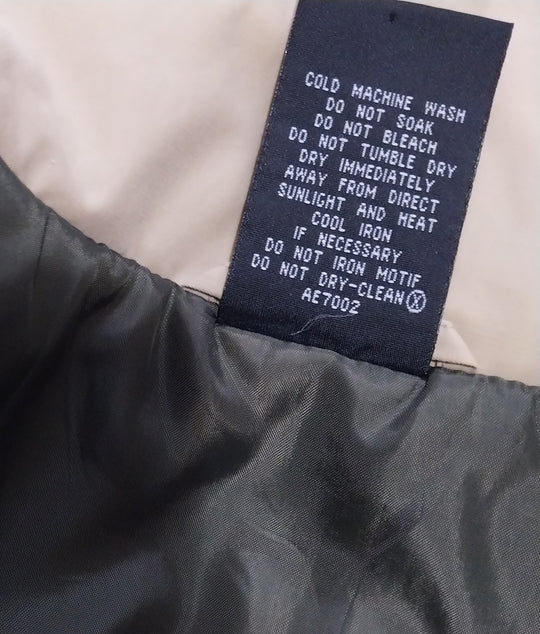 COLD MACHINE WASH
DO NOT SOAK
DO NOT BLEACH
DO NOT TUMBLE DRY
DRY IMMEDIATELY
AWAY FROM DIRECT
SUNLIGHT AND HEAT
COOL IRON
IF NECESSARY
DO NOT IRON MOTIF
DO NOT DRY-CLEAN Ⓧ
AE7002